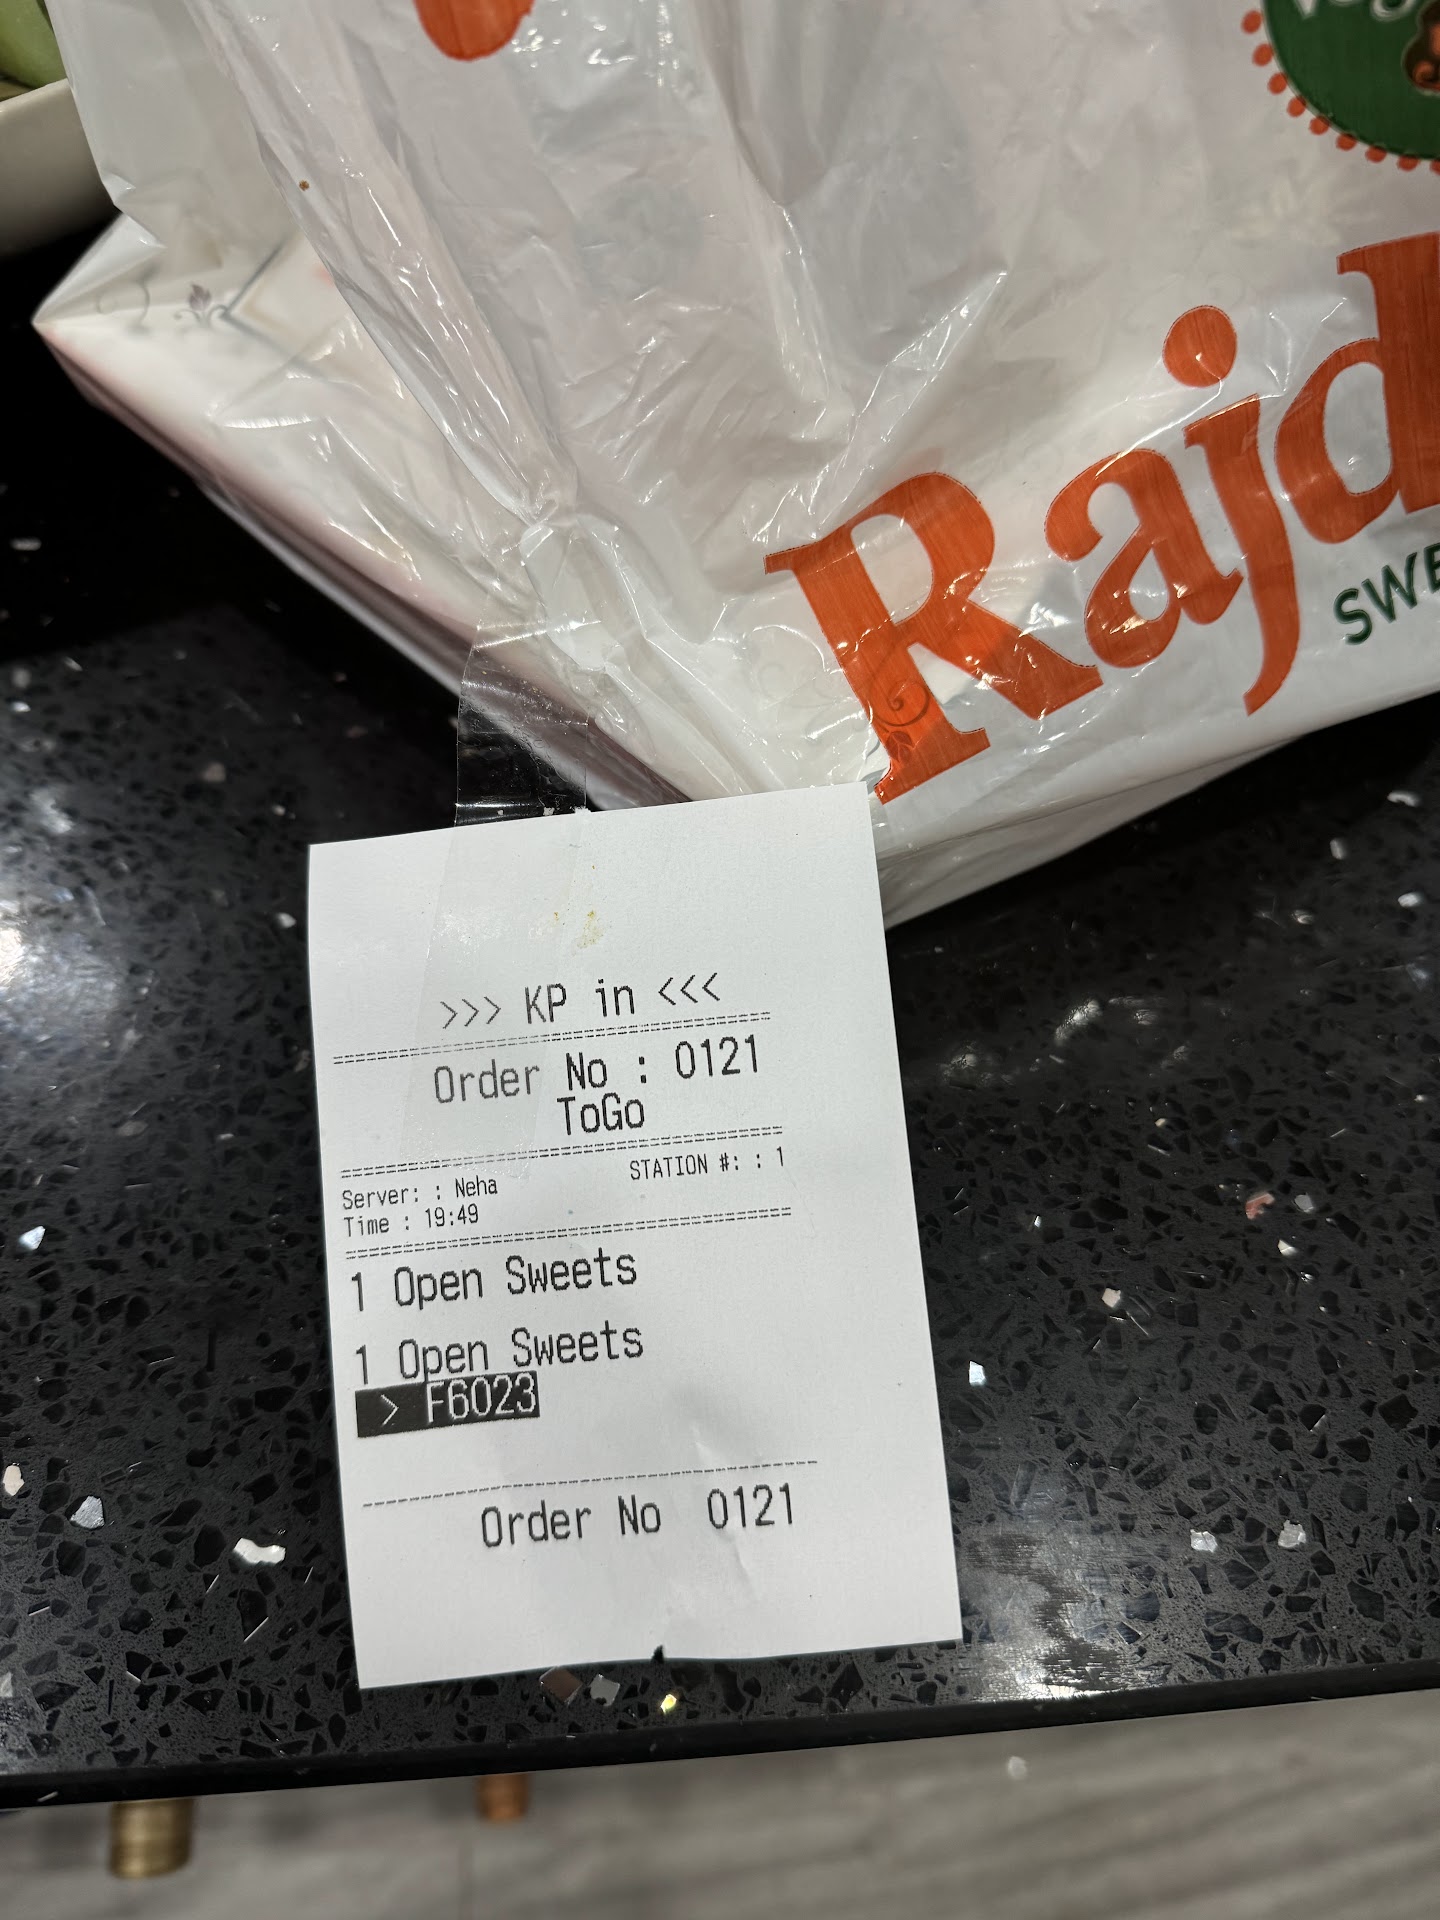 Rajd
SWE
>>> KP in <<<
Order No : 0121
ToGo
STATION #: : 1
Server: : Neha
Time : 19:49
1 Open Sweets
1 Open Sweets
> F6023
Order No 0121